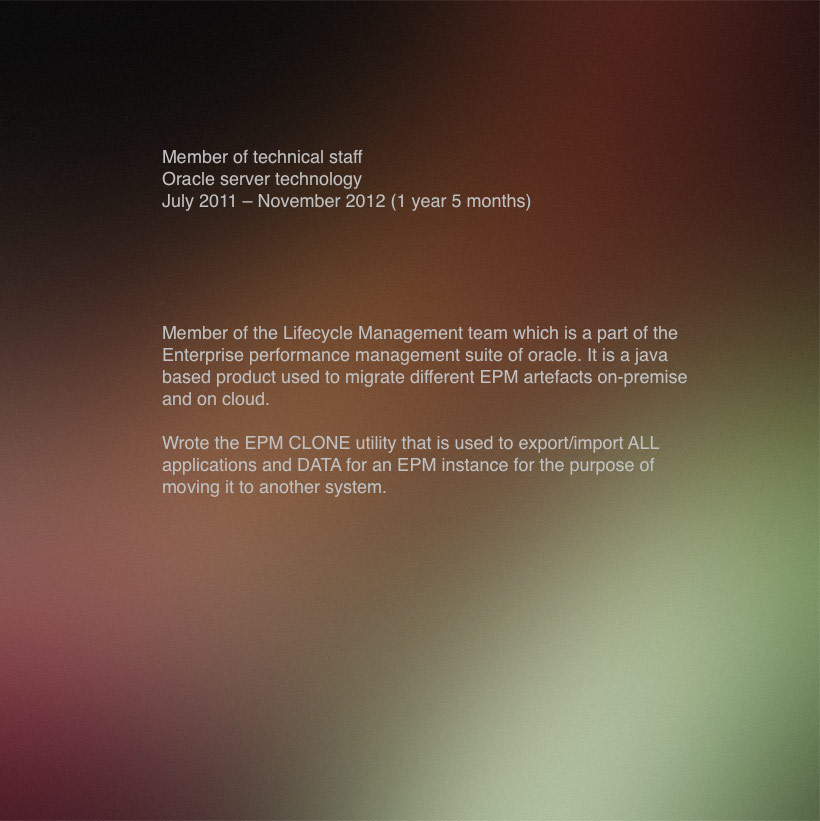 Member of technical staff
Oracle server technology
July 2011 – November 2012 (1 year 5 months)
Member of the Lifecycle Management team which is a part of the
Enterprise performance management suite of oracle. It is a java
based product used to migrate different EPM artefacts on-premise
and on cloud.
Wrote the EPM CLONE utility that is used to export/import ALL
applications and DATA for an EPM instance for the purpose of
moving it to another system.